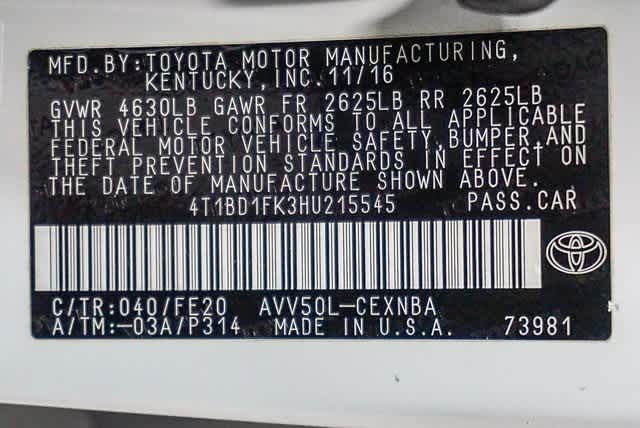 MFD. BY: TOYOTA MOTOR MANUFACTURING,
KENTUCKY, INC. 11/16
GVWR 4630LB GAWR FR 2625LB RR 2625LB
THIS VEHICLE CONFORMS TO ALL APPLICABLE
FEDERAL MOTOR VEHICLE SAFETY, BUMPER, AND
THEFT PREVENTION STANDARDS IN EFFECT ON
THE DATE OF MANUFACTURE SHOWN ABOVE.
4T1BD1FK3HU215545 PASS. CAR
C/TR: 040/FE20 AVV50L-CEXNBA
A/TM: -03A/P314 MADE IN U.S.A. 73981